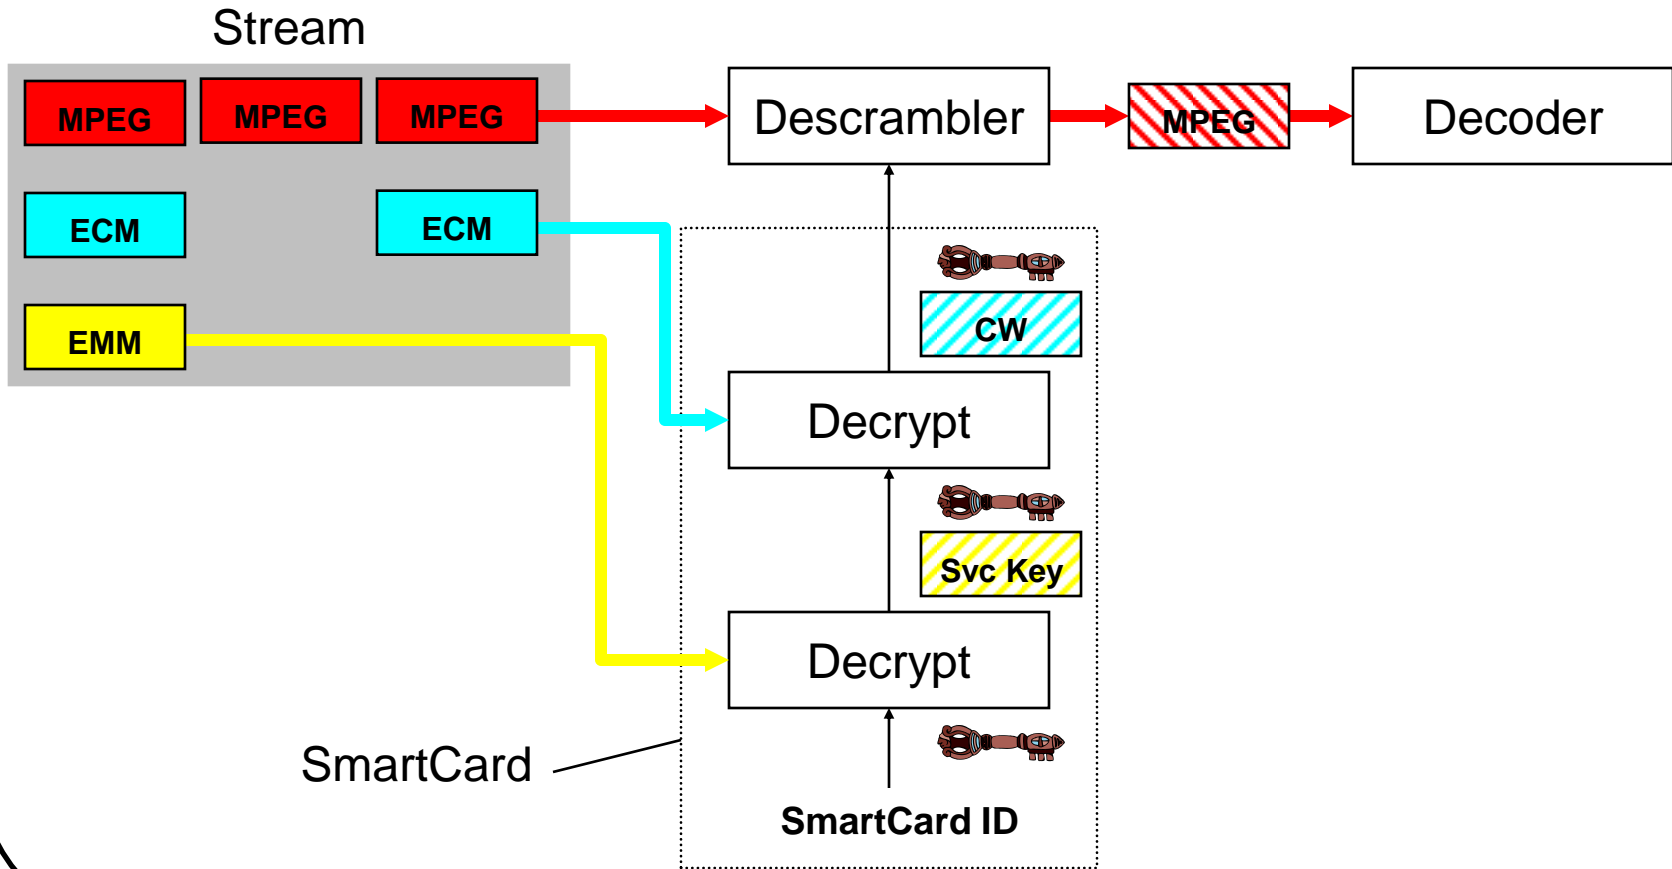 Stream
MPEG MPEG MPEG
Descrambler
MPEG
Decoder
ECM ECM
CW
EMM
Decrypt
Svc Key
Decrypt
SmartCard
SmartCard ID